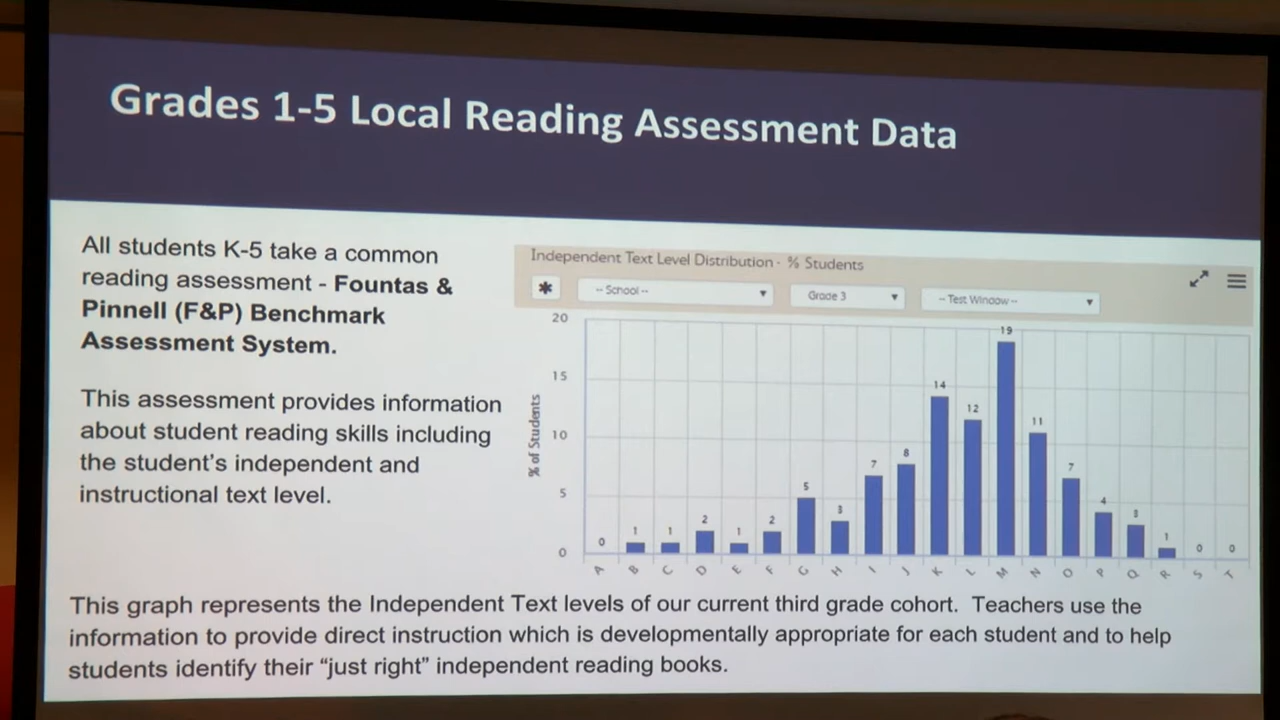 Grades 1-5 Local Reading Assessment Data
All students K-5 take a common
reading assessment - Fountas &
Pinnell (F&P) Benchmark
Assessment System.
This assessment provides information
about student reading skills including
the student's independent and
instructional text level.
Independent Text Level Distribution - % Students
-- School --
Grade 3
-- Test Window --
% of Students
20
15
10
5
0
0 1 1 2 1 2 5 3 7 8 14 12 19 11 7 4 3 1 0 0
A B C D E F G H I J K L M N O P Q R S T
This graph represents the Independent Text levels of our current third grade cohort. Teachers use the
information to provide direct instruction which is developmentally appropriate for each student and to help
students identify their “just right” independent reading books.